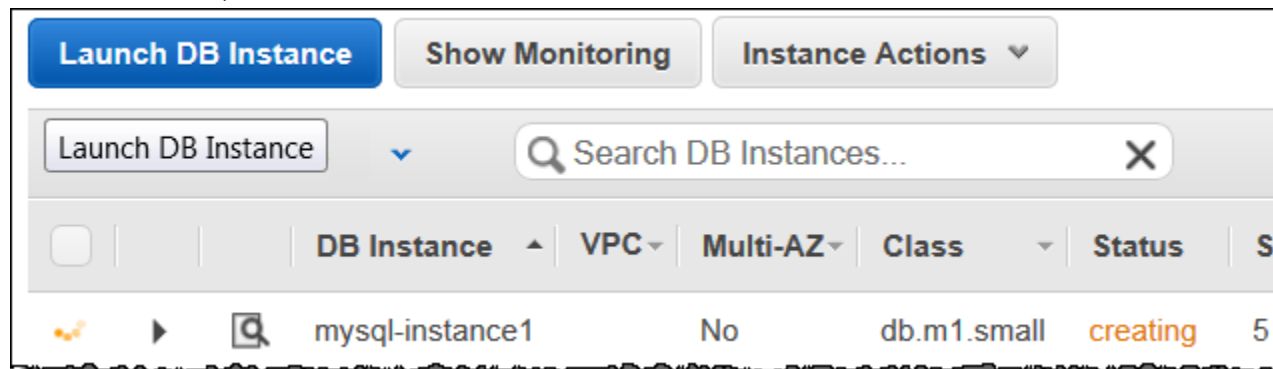 Launch DB Instance Show Monitoring Instance Actions
Launch DB Instance Search DB Instances...
DB Instance VPC Multi-AZ Class Status S
mysql-instance1 No db.m1.small creating 5